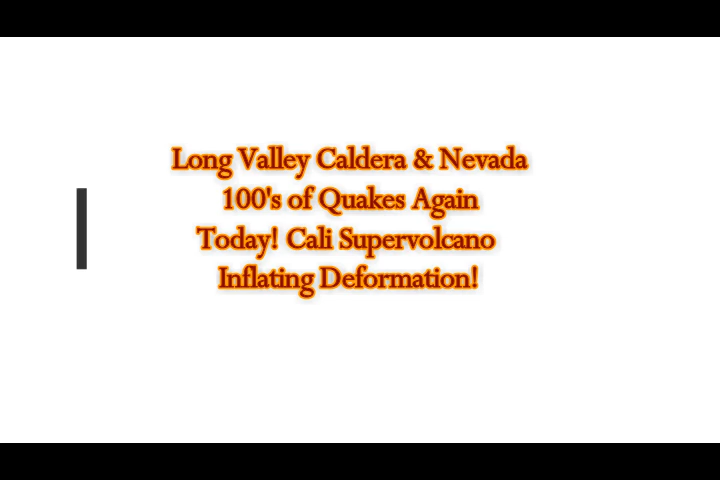 Long Valley Caldera & Nevada
100's of Quakes Again
Today! Cali Supervolcano
Inflating Deformation!